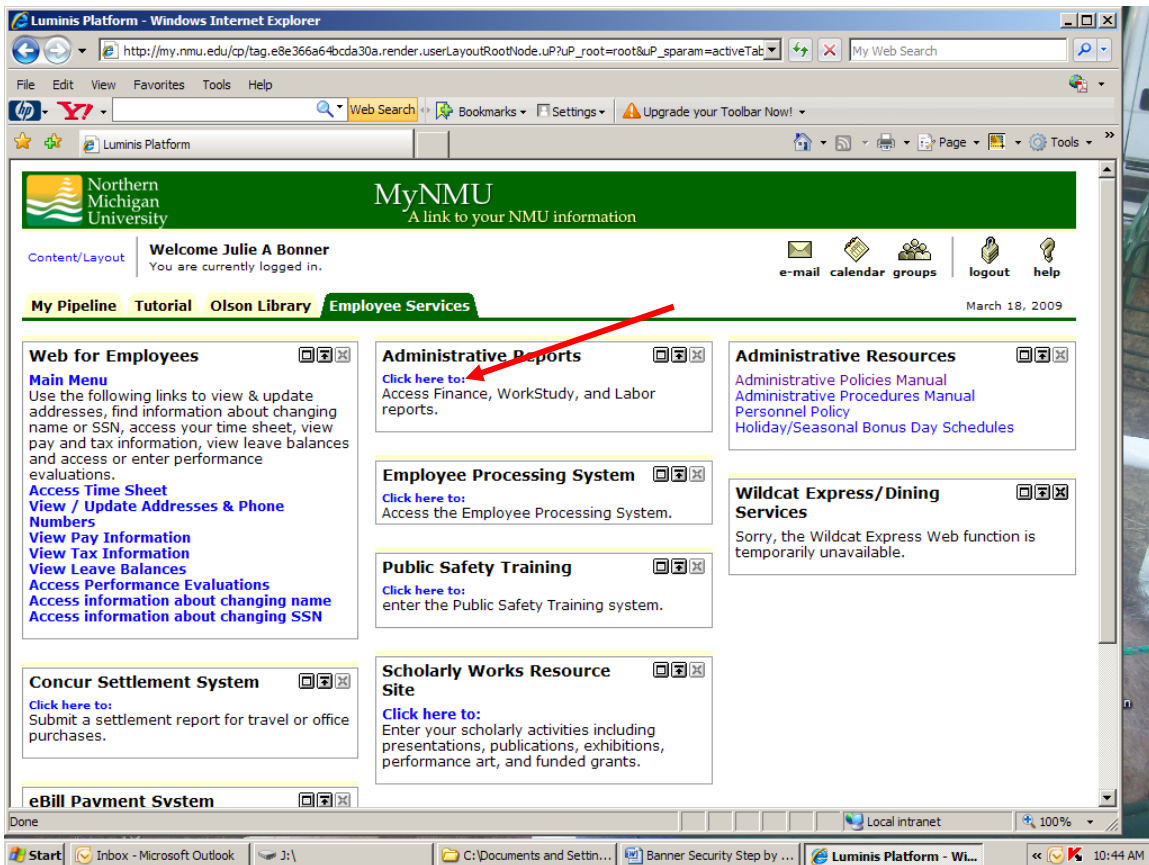 Luminis Platform - Windows Internet Explorer
http://my.nmu.edu/cp/tag.e8e366a64bcda30a.render.userLayoutRootNode.uP?uP_root=root&uP_sparam=activeTab
My Web Search
File Edit View Favorites Tools Help
hp Y! Web Search Bookmarks Settings Upgrade your Toolbar Now!
Luminis Platform Page Tools »
Northern
Michigan
University
MyNMU
A link to your NMU information
Content/Layout
Welcome Julie A Bonner
You are currently logged in.
e-mail calendar groups logout help
My Pipeline Tutorial Olson Library Employee Services March 18, 2009
Web for Employees
Main Menu
Use the following links to view & update
addresses, find information about changing
name or SSN, access your time sheet, view
pay and tax information, view leave balances
and access or enter performance
evaluations.
Access Time Sheet
View / Update Addresses & Phone
Numbers
View Pay Information
View Tax Information
View Leave Balances
Access Performance Evaluations
Access information about changing name
Access information about changing SSN
Concur Settlement System
Click here to:
Submit a settlement report for travel or office
purchases.
eBill Payment System
Administrative Reports
Click here to:
Access Finance, WorkStudy, and Labor
reports.
Employee Processing System
Click here to:
Access the Employee Processing System.
Public Safety Training
Click here to:
enter the Public Safety Training system.
Scholarly Works Resource
Site
Click here to:
Enter your scholarly activities including
presentations, publications, exhibitions,
performance art, and funded grants.
Administrative Resources
Administrative Policies Manual
Administrative Procedures Manual
Personnel Policy
Holiday/Seasonal Bonus Day Schedules
Wildcat Express/Dining
Services
Sorry, the Wildcat Express Web function is
temporarily unavailable.
Done Local intranet 100%
Start Inbox - Microsoft Outlook J:\ C:\Documents and Settin... Banner Security Step by ... Luminis Platform - Wi... « 10:44 AM